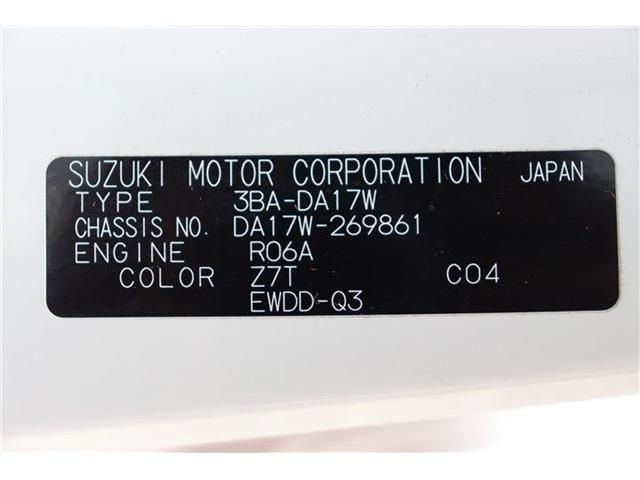 SUZUKI MOTOR CORPORATION JAPAN
TYPE 3BA-DA17W
CHASSIS NO. DA17W-269861
ENGINE R06A
COLOR Z7T C04
EWDD-Q3